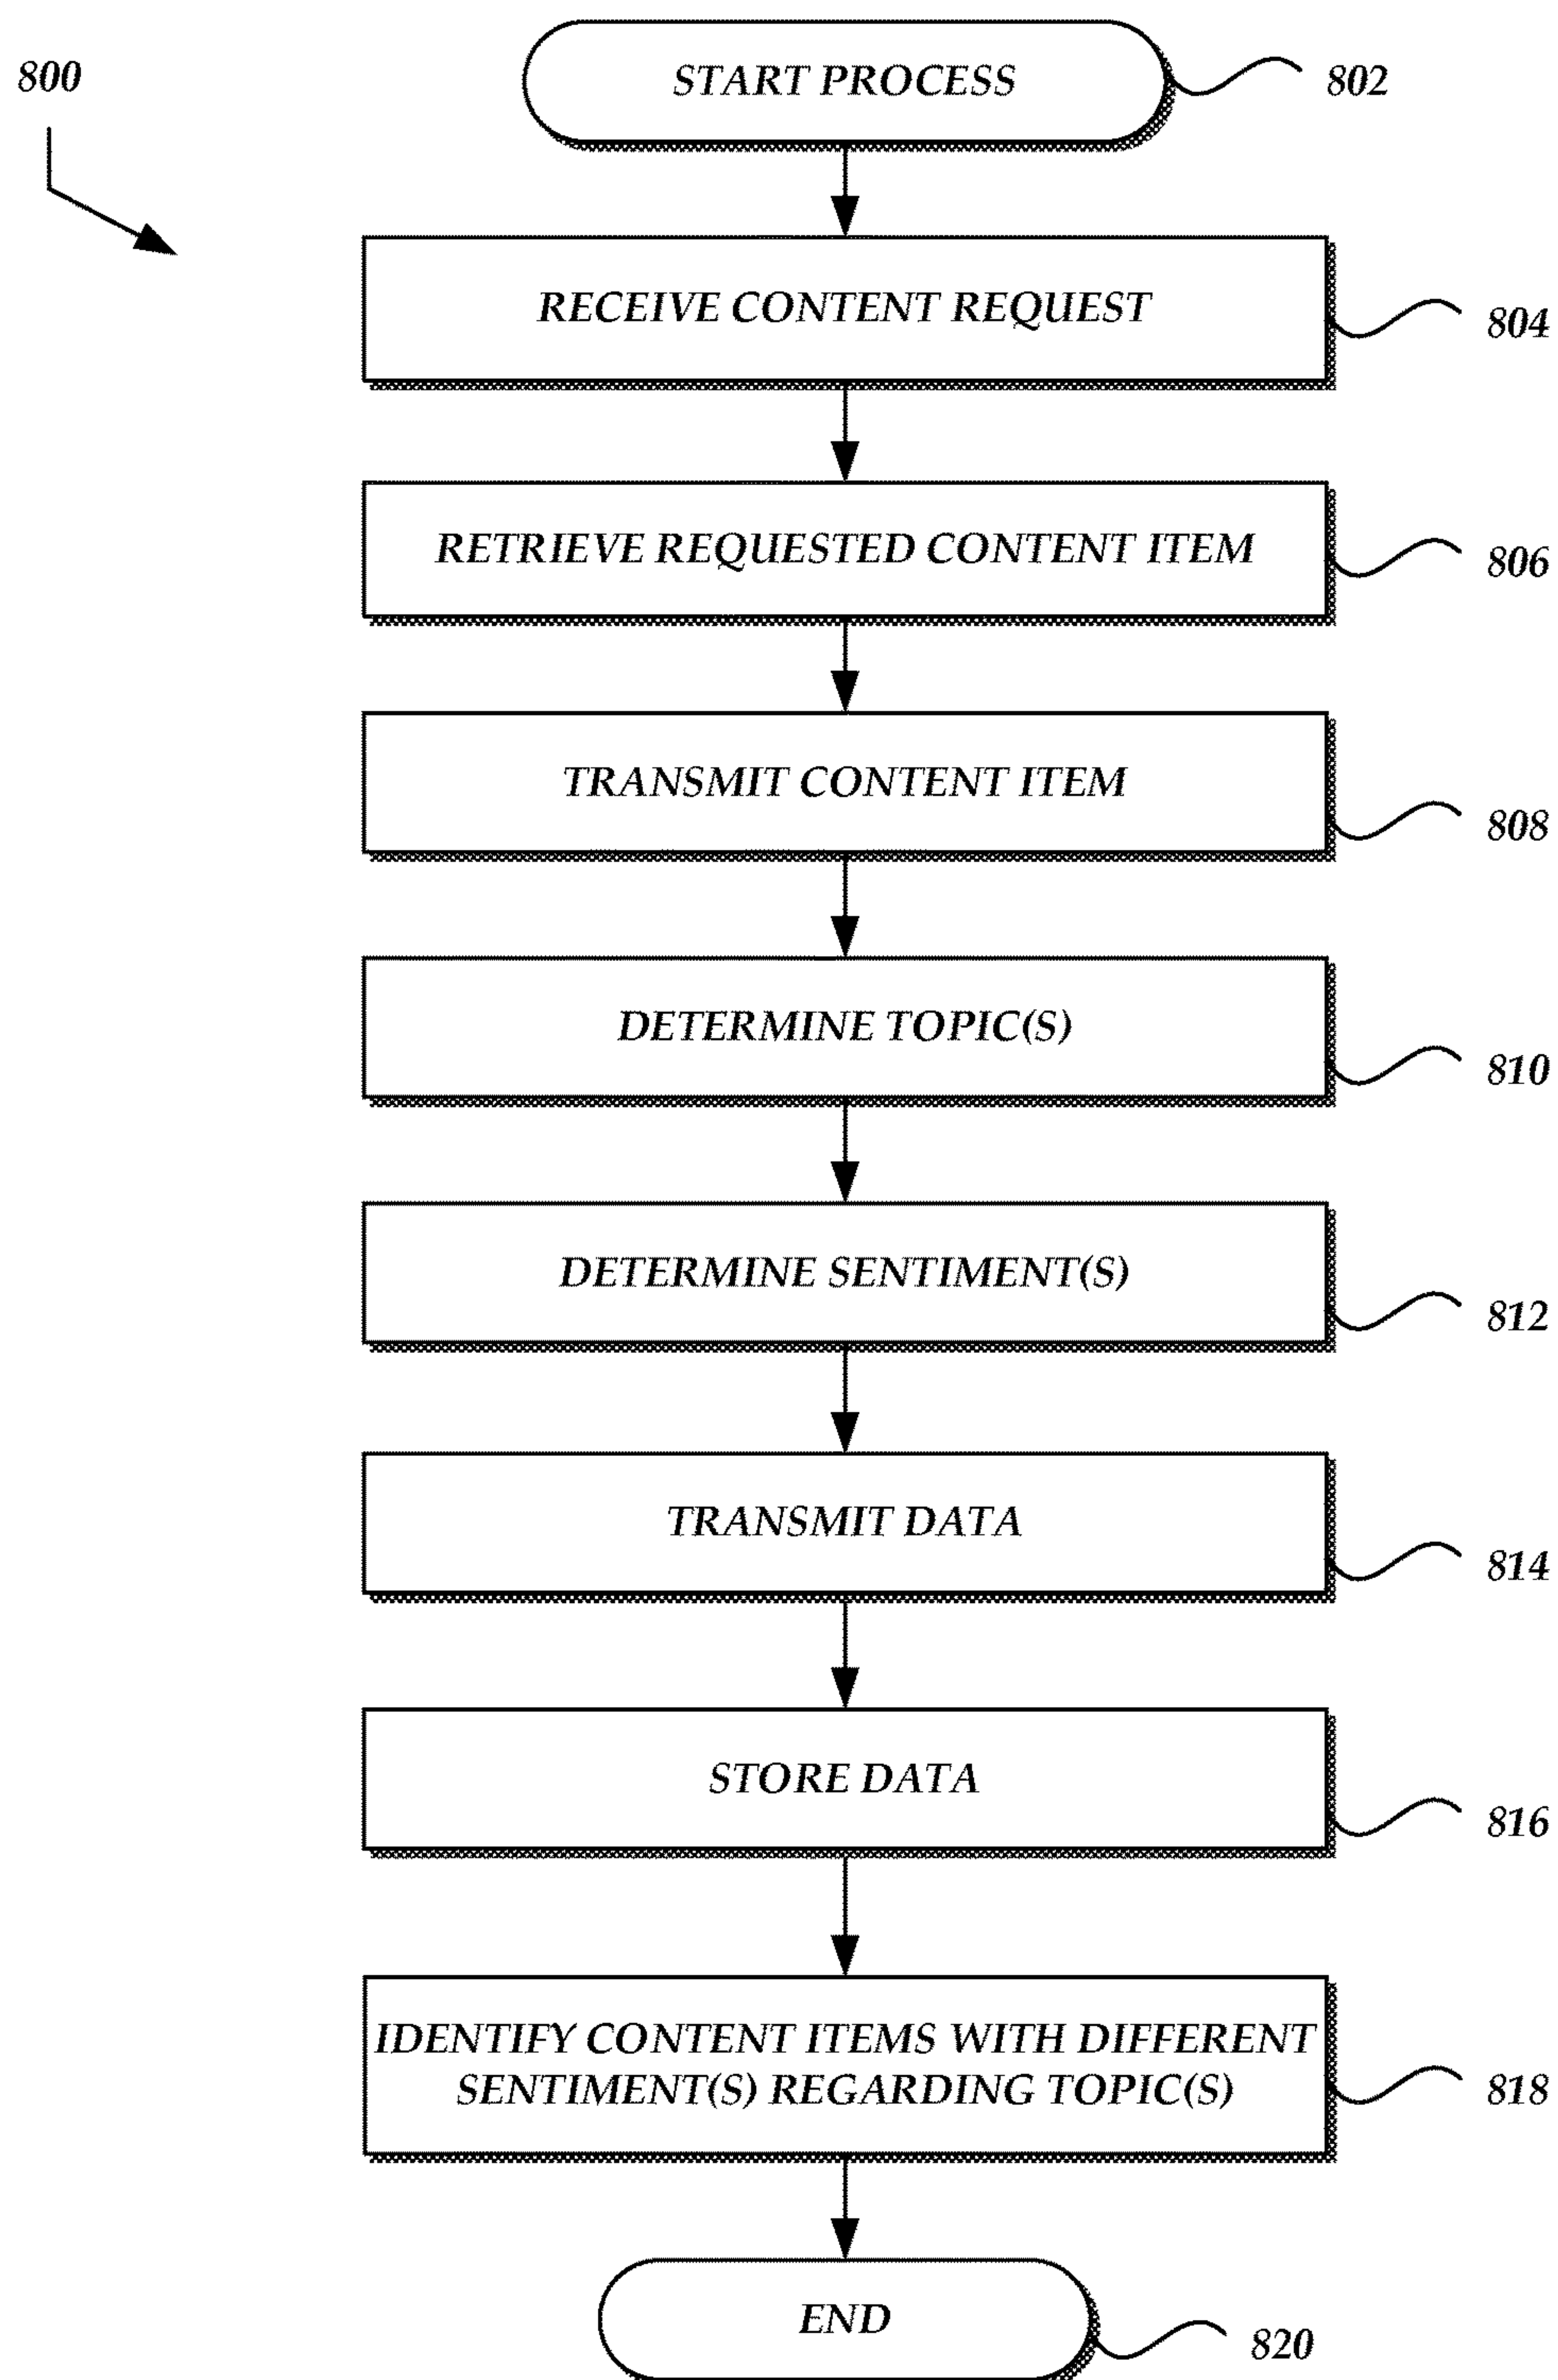 800
START PROCESS
802
RECEIVE CONTENT REQUEST
804
RETRIEVE REQUESTED CONTENT ITEM
806
TRANSMIT CONTENT ITEM
808
DETERMINE TOPIC(S)
810
DETERMINE SENTIMENT(S)
812
TRANSMIT DATA
814
STORE DATA
816
IDENTIFY CONTENT ITEMS WITH DIFFERENT
SENTIMENT(S) REGARDING TOPIC(S)
818
END
820